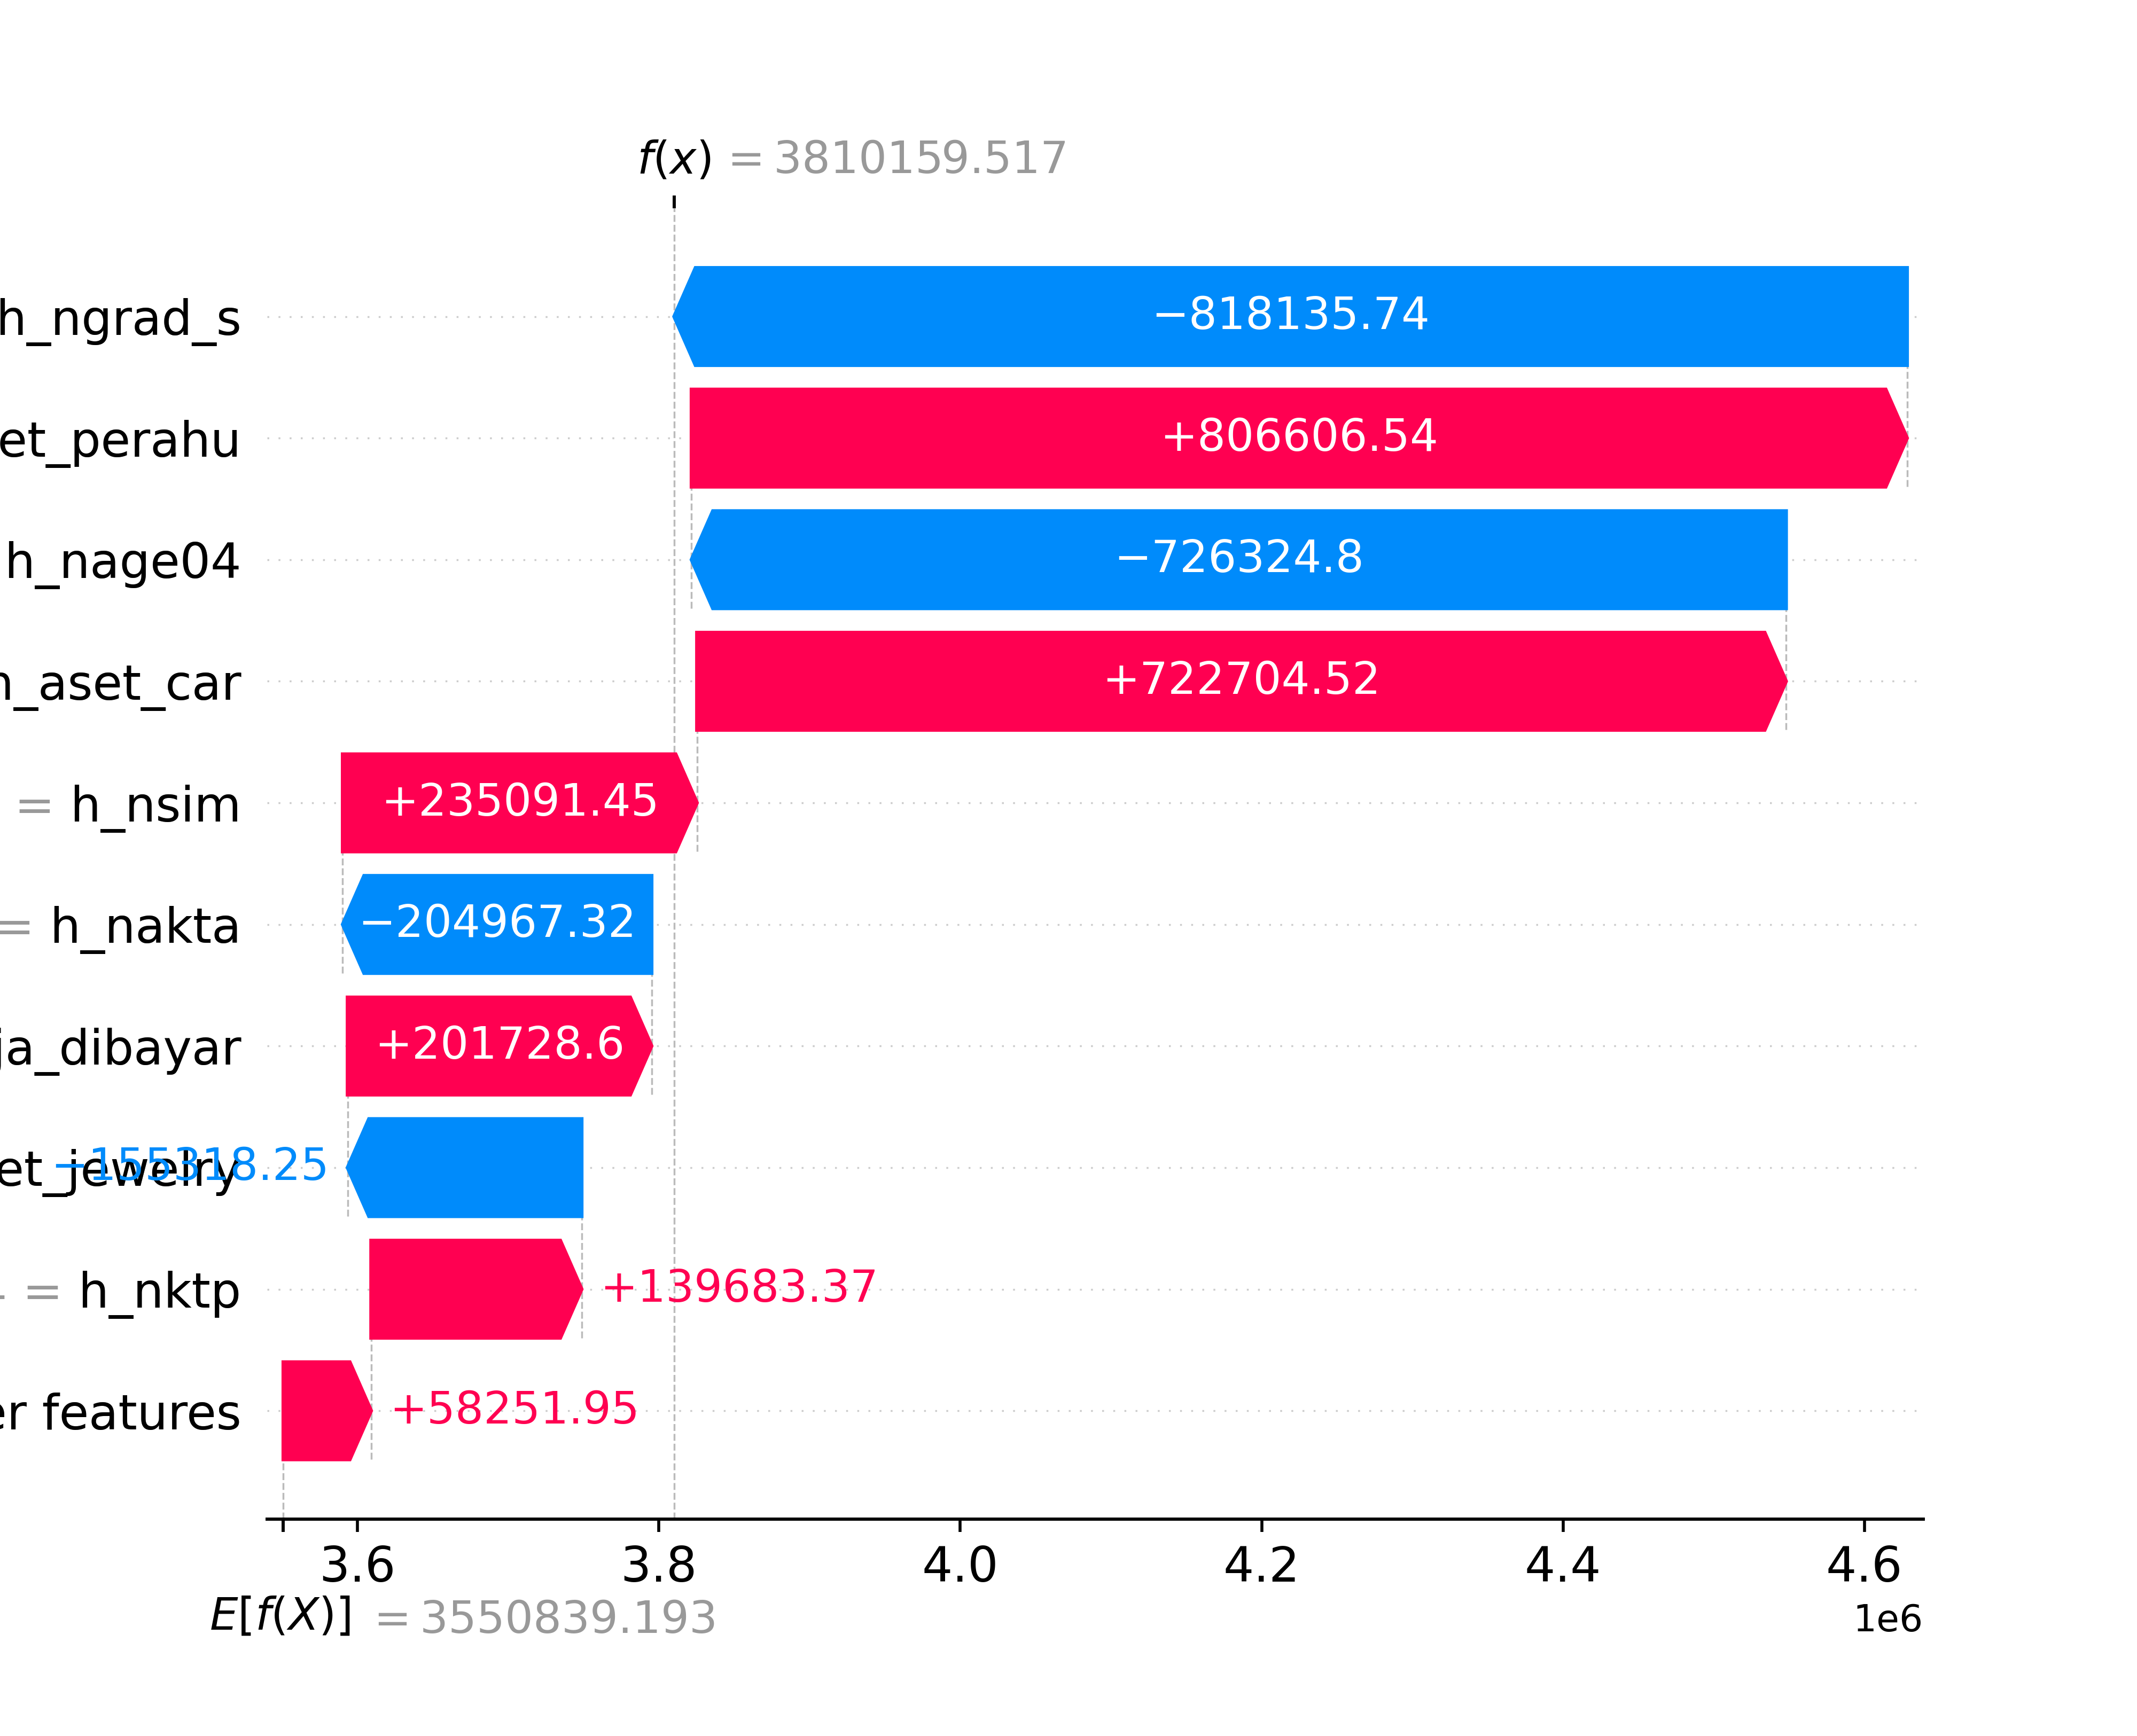 f(x) = 3810159.517
h_ngrad_s −818135.74
et_perahu +806606.54
h_nage04 −726324.8
_aset_car +722704.52
= h_nsim +235091.45
= h_nakta −204967.32
ja_dibayar +201728.6
et_jewelry −155318.25
= h_nktp +139683.37
er features +58251.95
3.6 3.8 4.0 4.2 4.4 4.6
E[f(X)] = 3550839.193
1e6